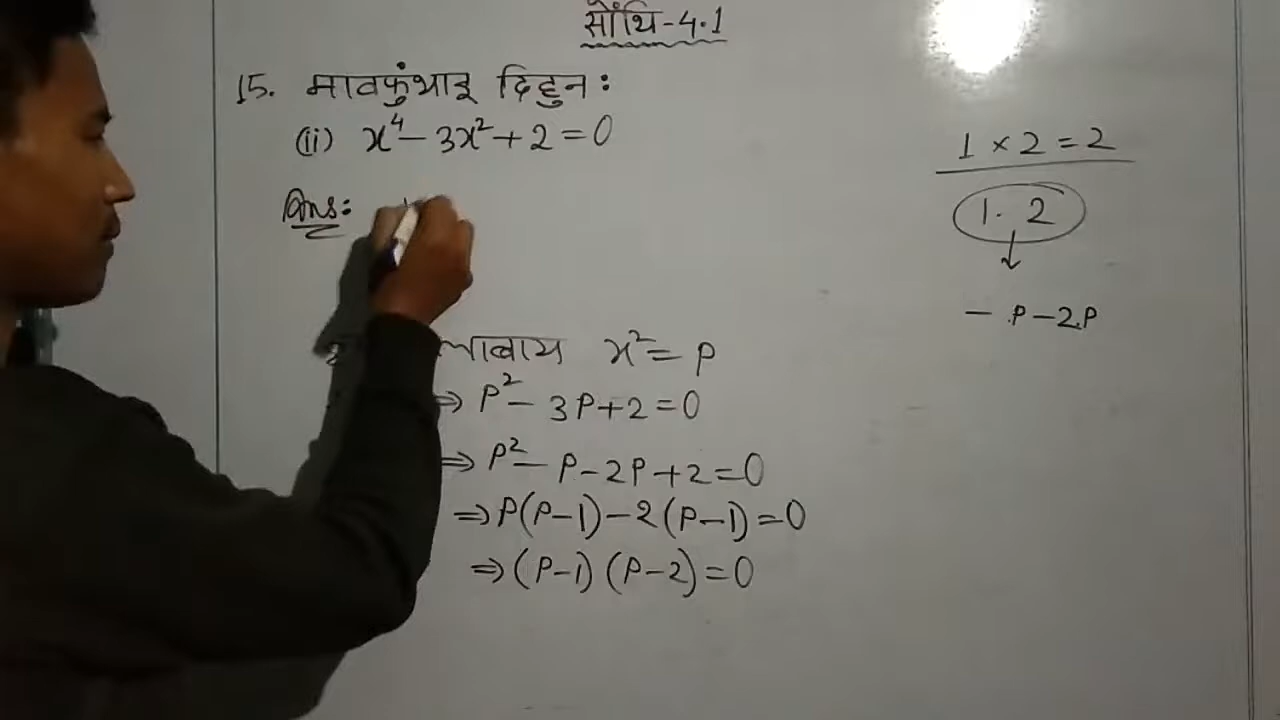 सौंथि-4.1
15. मावफुंथाइ दिहुन :
(ii) x⁴ - 3x² + 2 = 0
Ans:
x² = P
⇒ P² - 3P + 2 = 0
⇒ P² - P - 2P + 2 = 0
⇒ P(P-1) - 2(P-1) = 0
⇒ (P-1) (P-2) = 0
1 × 2 = 2
1. 2
↓
- P - 2P